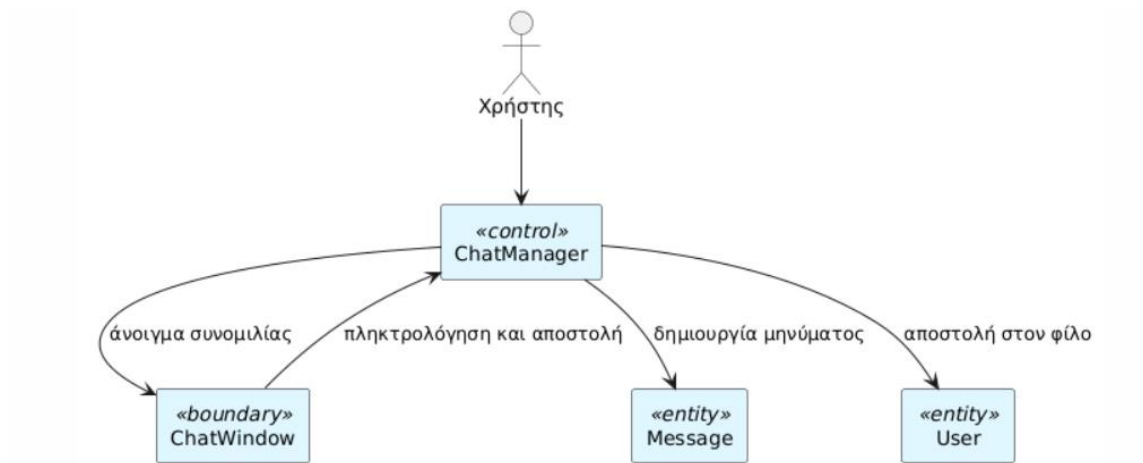 Χρήστης
«control»
ChatManager
άνοιγμα συνομιλίας
πληκτρολόγηση και αποστολή
δημιουργία μηνύματος
αποστολή στον φίλο
«boundary»
ChatWindow
«entity»
Message
«entity»
User